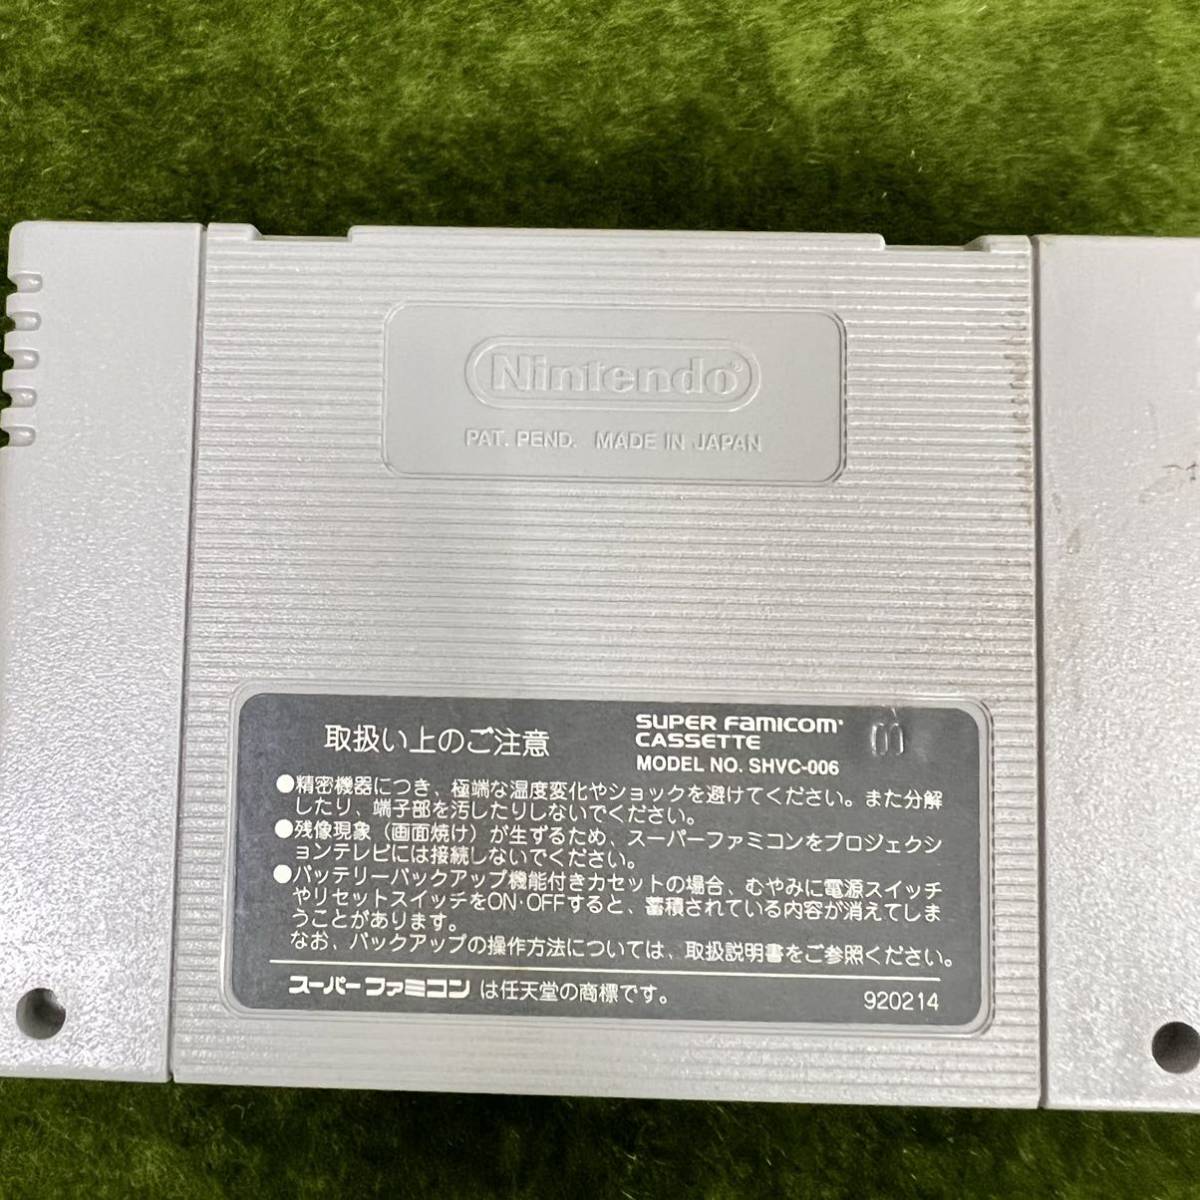 Nintendo
PAT. PEND. MADE IN JAPAN
取扱い上のご注意
SUPER FAMICOM
CASSETTE
MODEL NO. SHVC-006
●精密機器につき、極端な温度変化やショックを避けてください。また分解
したり、端子部を汚したりしないでください。
●残像現象（画面焼け）が生ずるため、スーパーファミコンをプロジェクシ
ョンテレビには接続しないでください。
●バッテリーバックアップ機能付きカセットの場合、むやみに電源スイッチ
やリセットスイッチをON·OFFすると、蓄積されている内容が消えてしま
うことがあります。
なお、バックアップの操作方法については、取扱説明書をご参照ください。
スーパーファミコン は任天堂の商標です。
920214